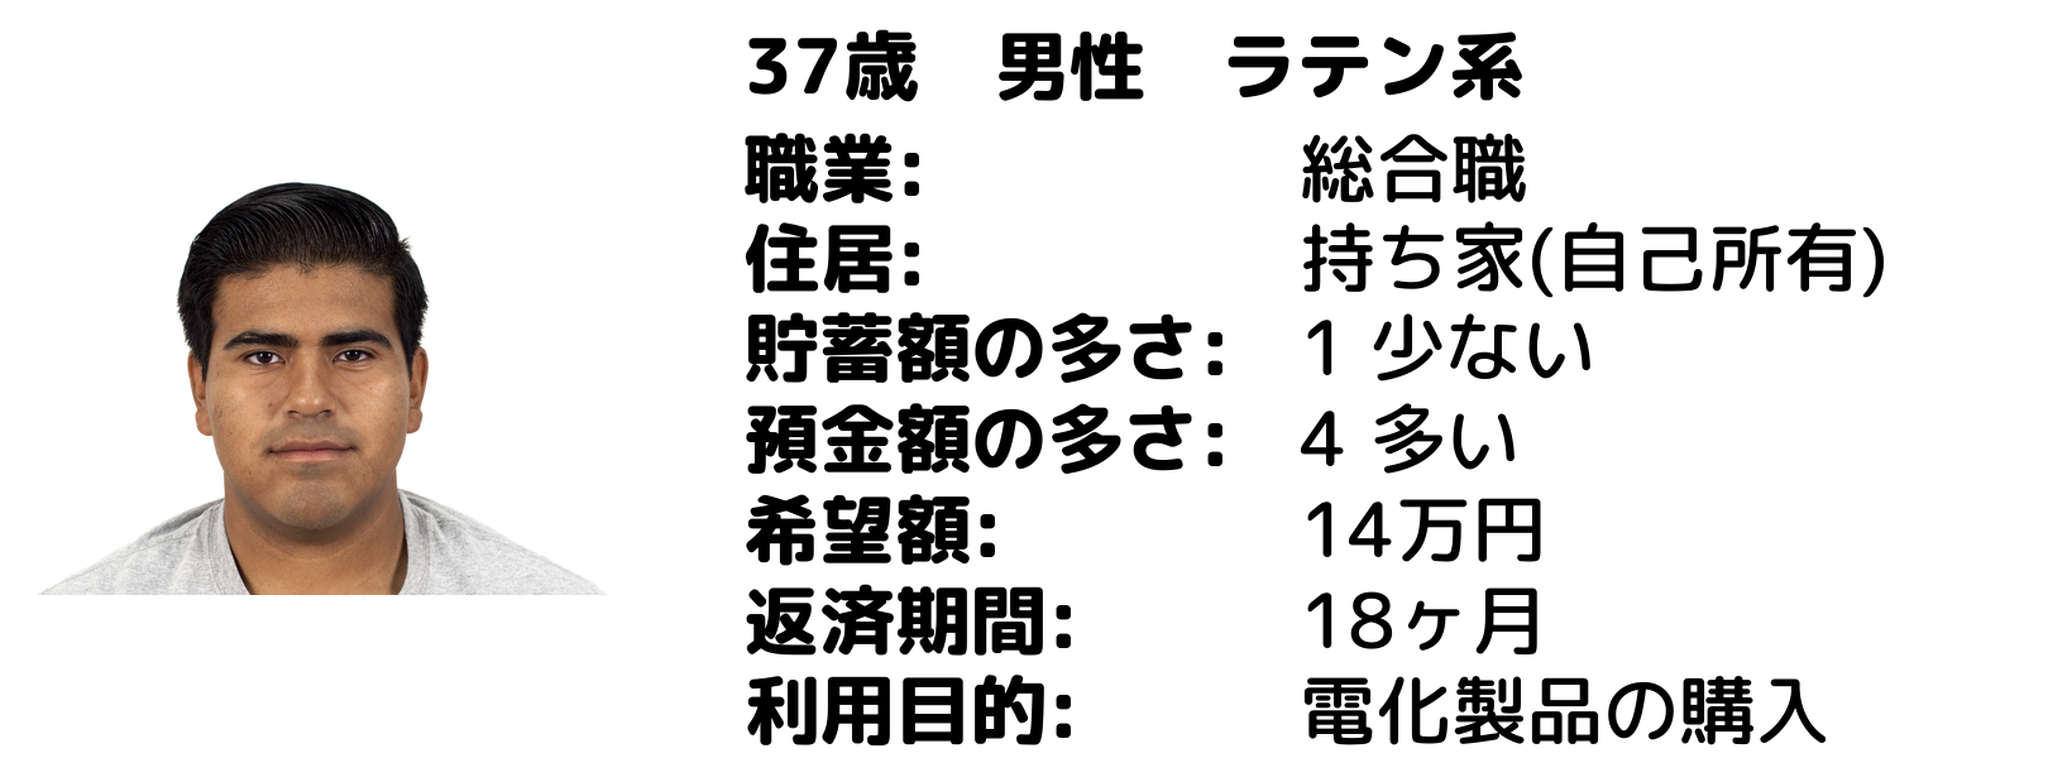 37歳　男性　ラテン系
職業: 総合職
住居: 持ち家(自己所有)
貯蓄額の多さ: 1 少ない
預金額の多さ: 4 多い
希望額: 14万円
返済期間: 18ヶ月
利用目的: 電化製品の購入